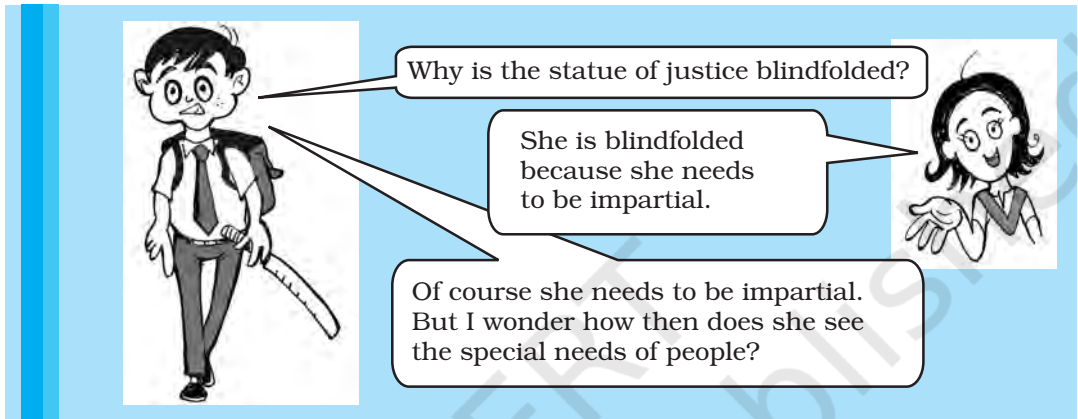 Why is the statue of justice blindfolded?
She is blindfolded
because she needs
to be impartial.
Of course she needs to be impartial.
But I wonder how then does she see
the special needs of people?